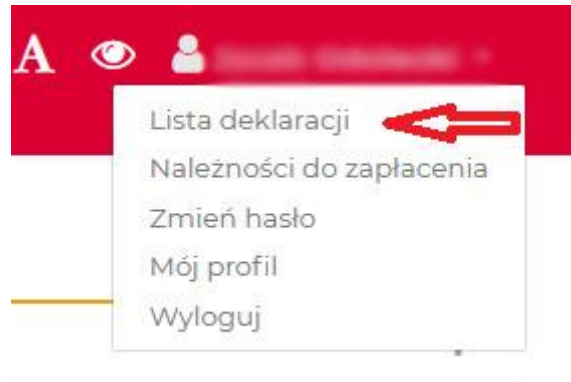 A
Lista deklaracji
Należności do zapłacenia
Zmień hasło
Mój profil
Wyloguj